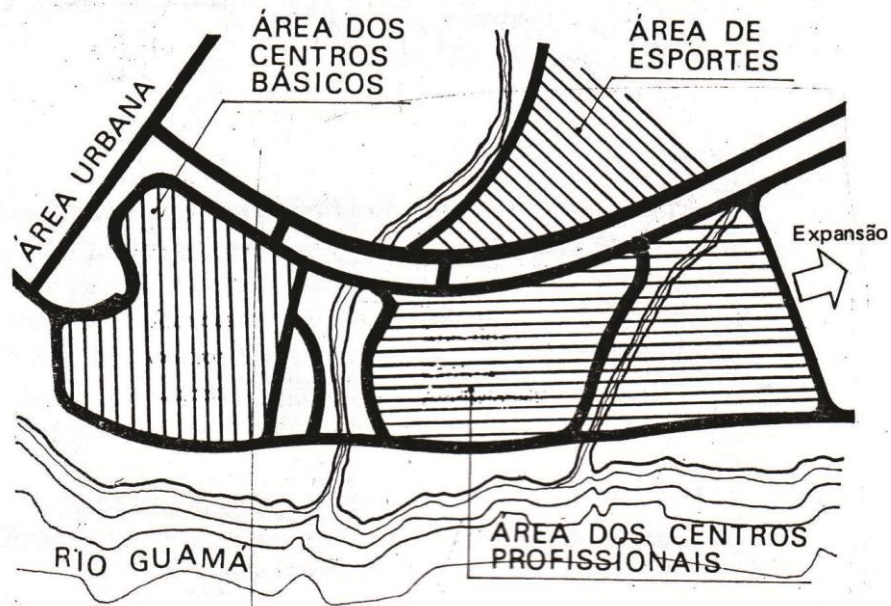 ÁREA DOS
CENTROS
BÁSICOS
ÁREA DE
ESPORTES
ÁREA URBANA
Expansão
ÁREA DOS CENTROS
PROFISSIONAIS
RIO GUAMÁ